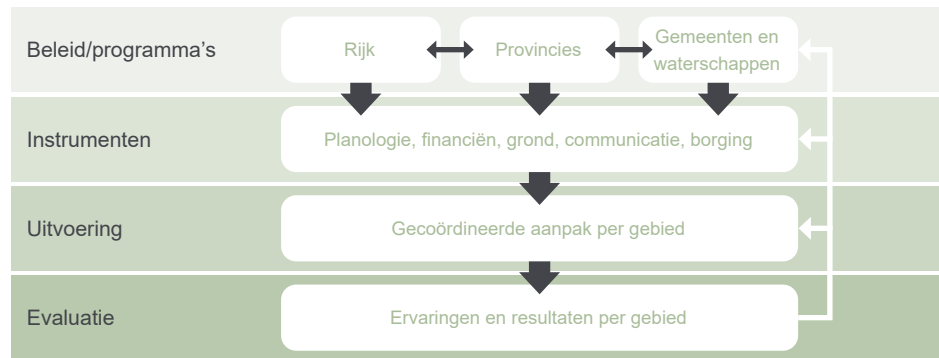 Beleid/programma’s
Rijk
Provincies
Gemeenten en
waterschappen
Instrumenten
Planologie, financiën, grond, communicatie, borging
Uitvoering
Gecoördineerde aanpak per gebied
Evaluatie
Ervaringen en resultaten per gebied